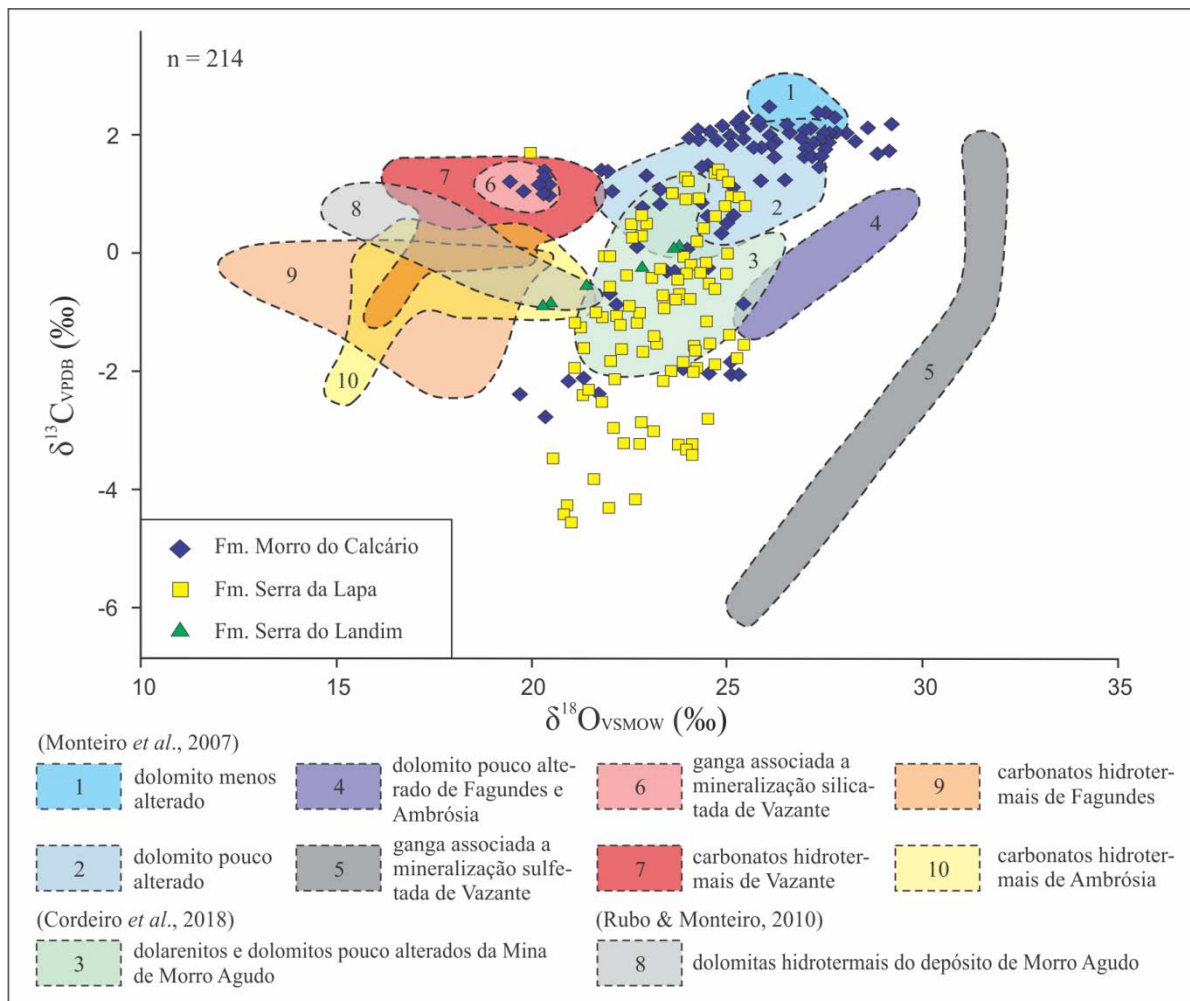 n = 214
2
0
-2
-4
-6
δ¹³C VPDB (‰)
1
2
3
4
5
6
7
8
9
10
Fm. Morro do Calcário
Fm. Serra da Lapa
Fm. Serra do Landim
10 15 20 25 30 35
δ¹⁸O VSMOW (‰)
(Monteiro et al., 2007)
1 dolomito menos
alterado
4 dolomito pouco alte-
rado de Fagundes e
Ambrósia
6 ganga associada a
mineralização silica-
tada de Vazante
9 carbonatos hidroter-
mais de Fagundes
2 dolomito pouco
alterado
5 ganga associada a
mineralização sulfe-
tada de Vazante
7 carbonatos hidroter-
mais de Vazante
10 carbonatos hidroter-
mais de Ambrósia
(Cordeiro et al., 2018)
3 dolarenitos e dolomitos pouco alterados da Mina
de Morro Agudo
(Rubo & Monteiro, 2010)
8 dolomitas hidrotermais do depósito de Morro Agudo